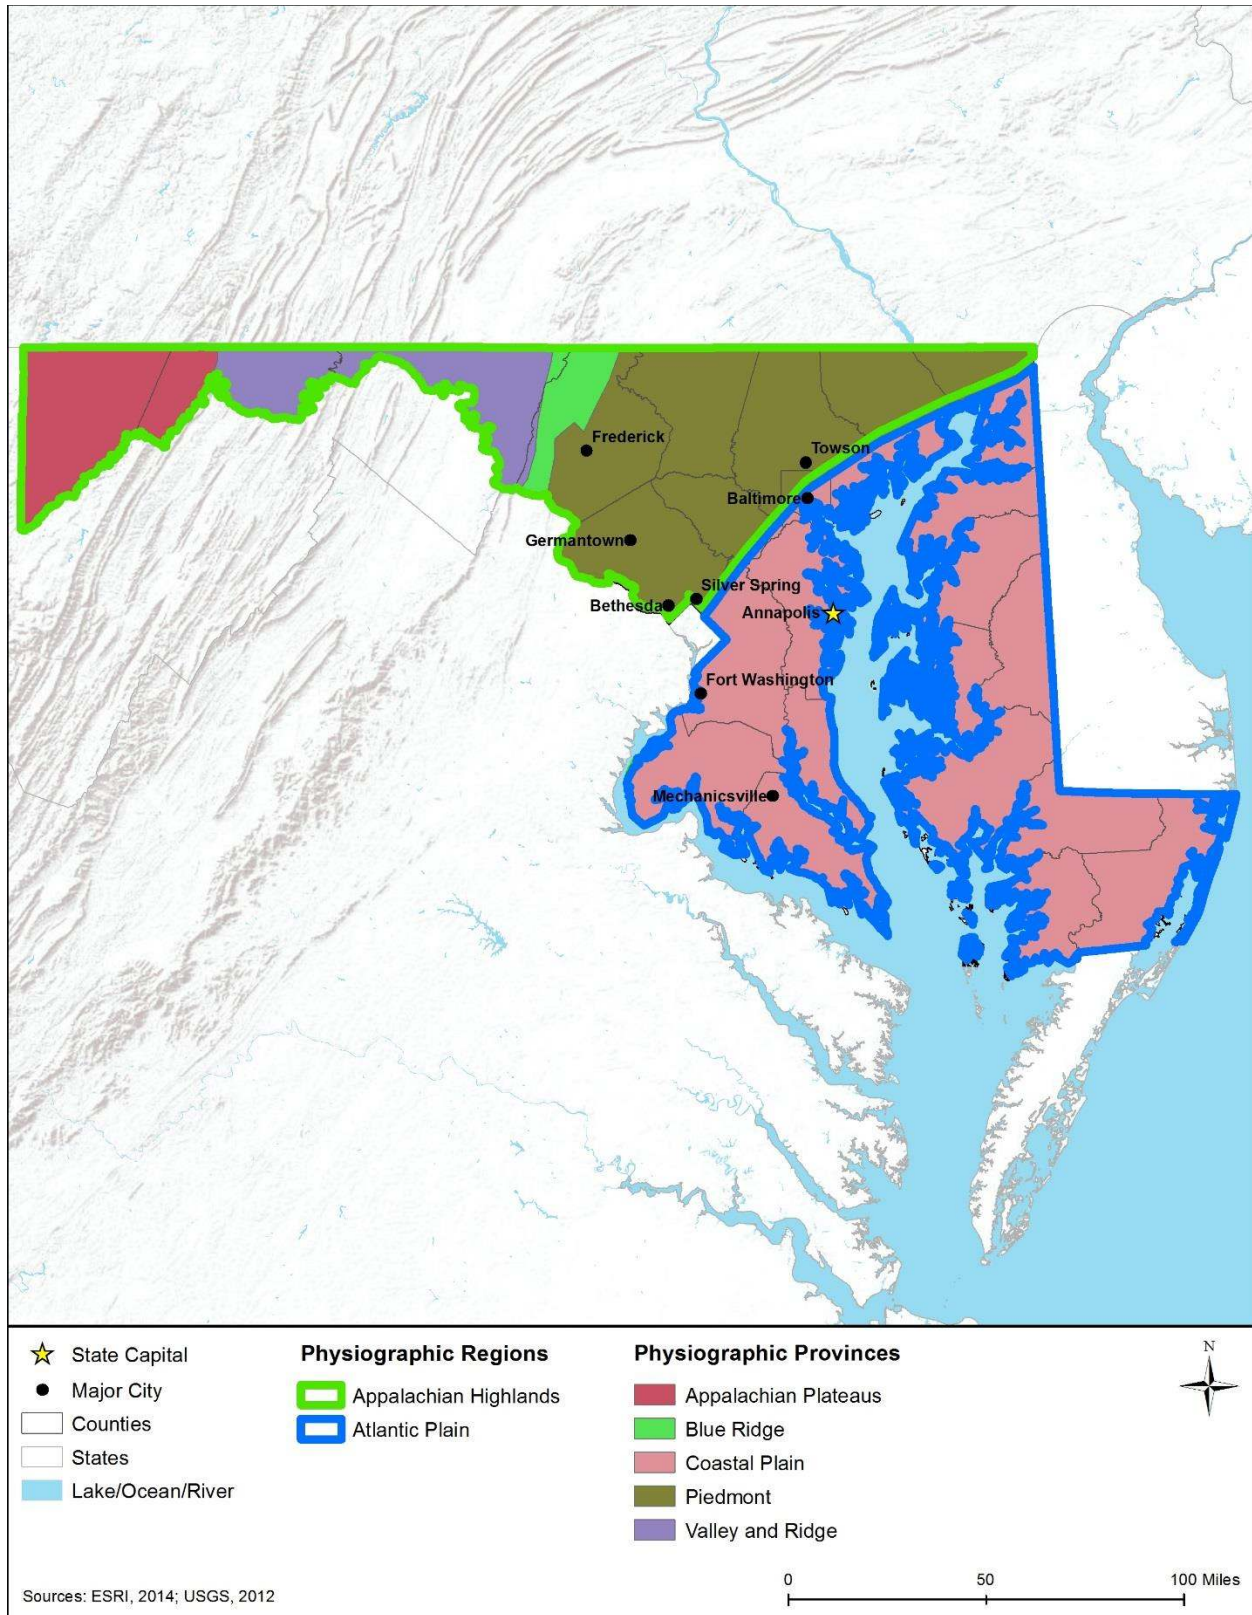 Frederick
Towson
Baltimore
Germantown
Silver Spring
Bethesda
Annapolis
Fort Washington
Mechanicsville
State Capital
Major City
Counties
States
Lake/Ocean/River
Physiographic Regions
Appalachian Highlands
Atlantic Plain
Physiographic Provinces
Appalachian Plateaus
Blue Ridge
Coastal Plain
Piedmont
Valley and Ridge
N
Sources: ESRI, 2014; USGS, 2012
0 50 100 Miles